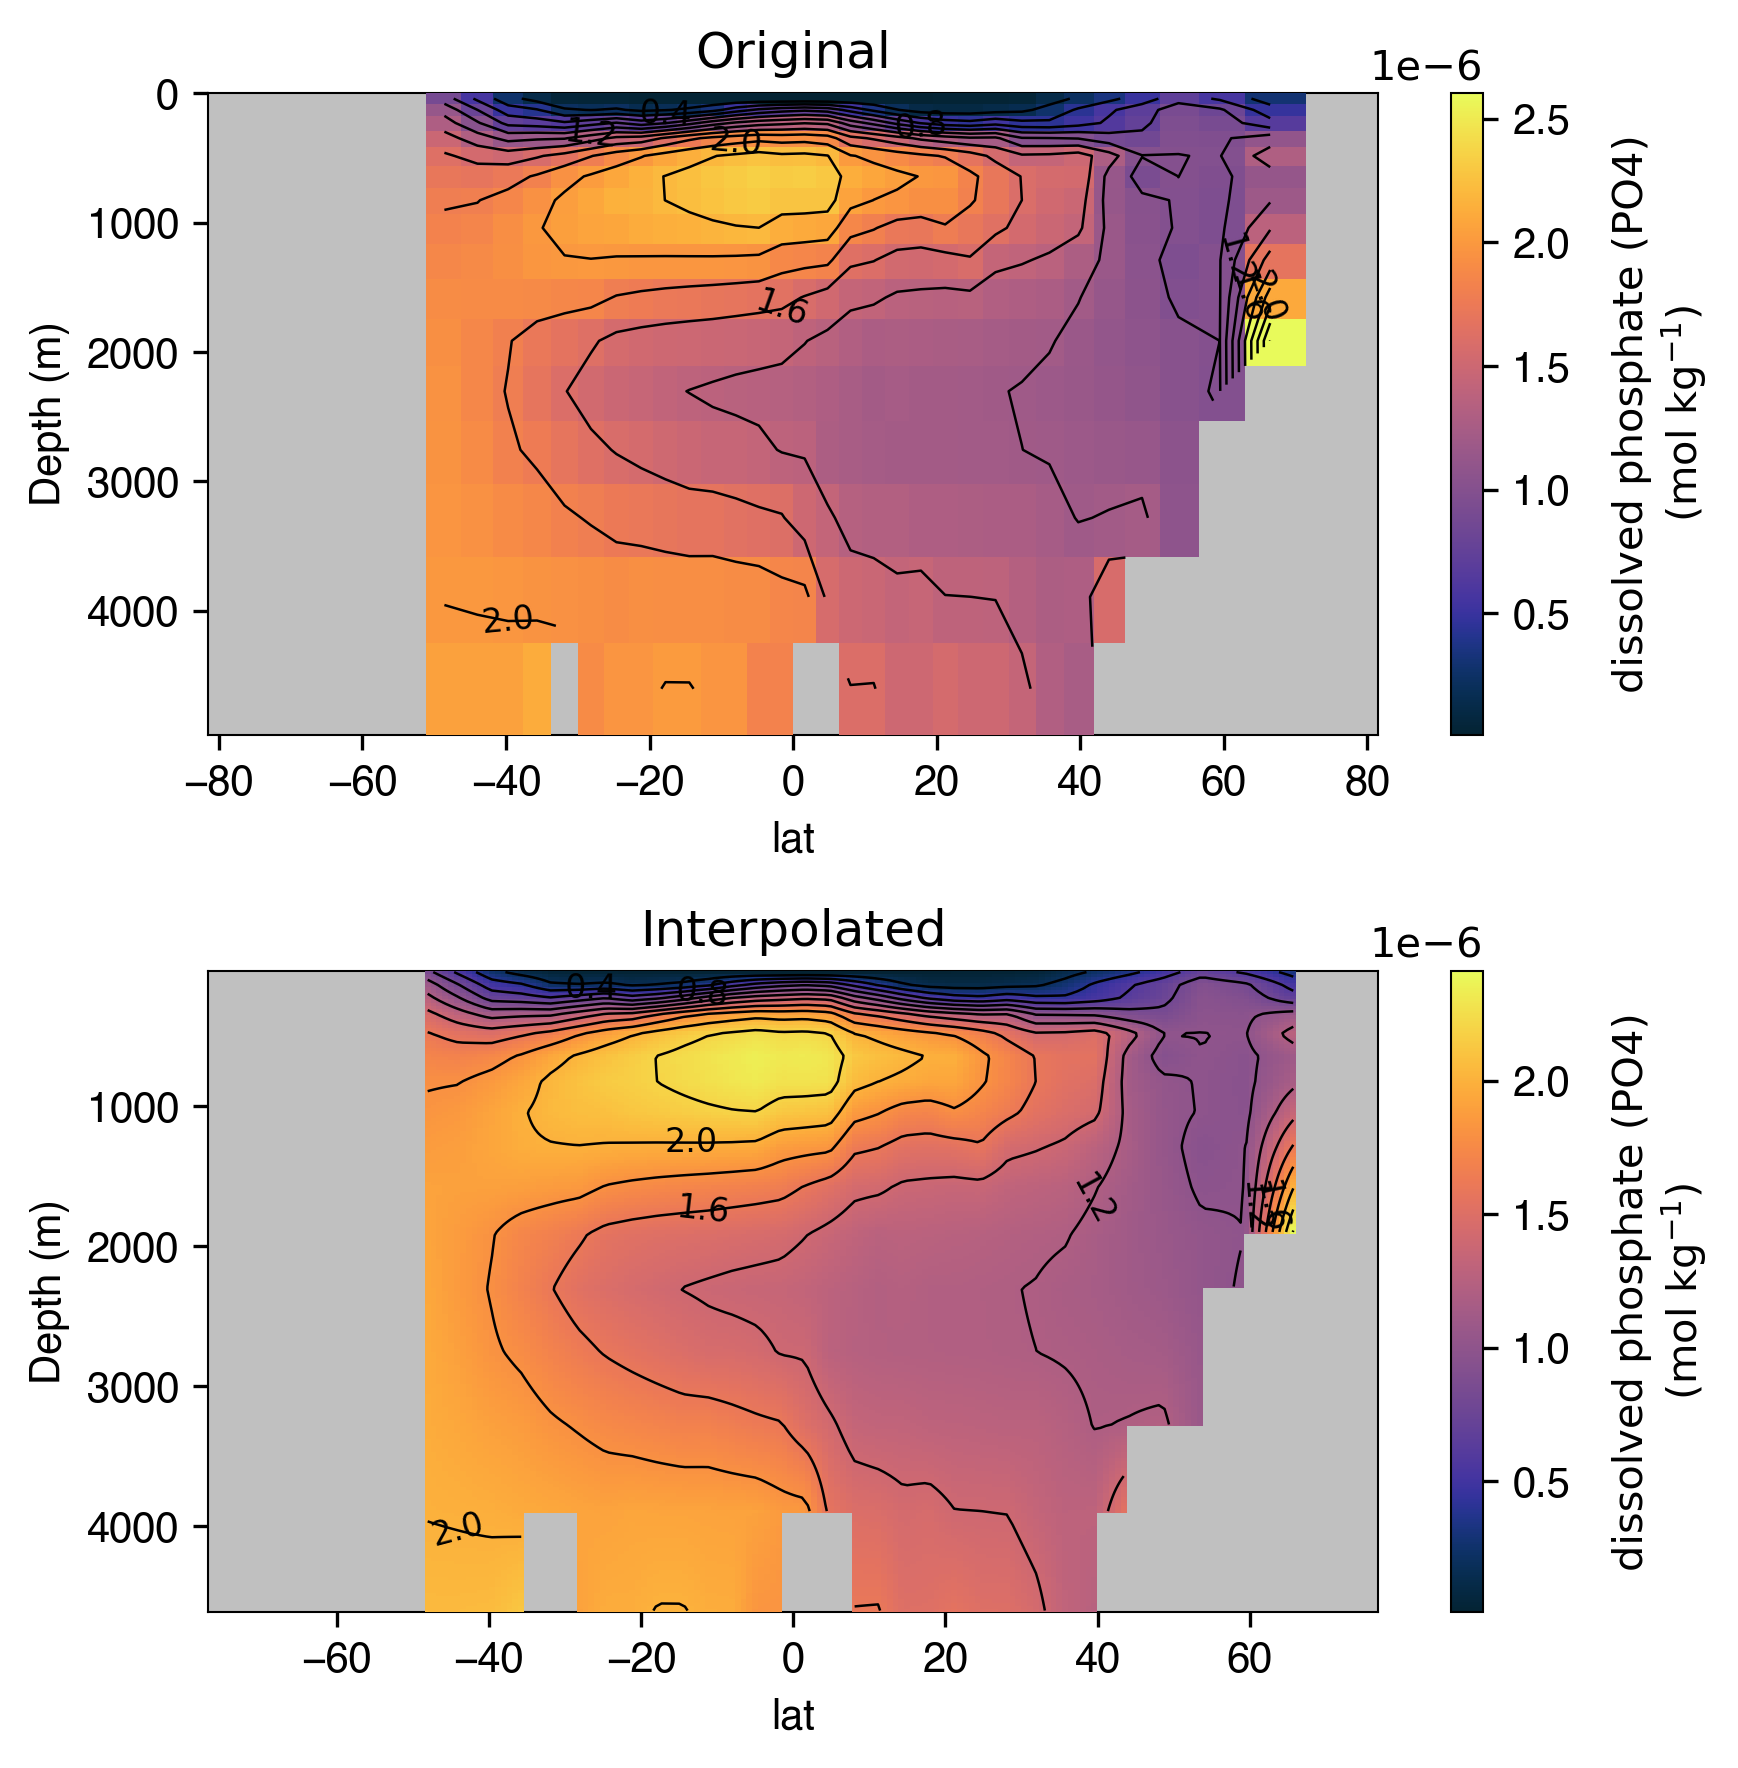 Original
1e−6
0
1000
2000
3000
4000
Depth (m)
0.4
1.2
2.0
0.8
1.6
2.0
−80 −60 −40 −20 0 20 40 60 80
lat
2.5
2.0
1.5
1.0
0.5
dissolved phosphate (PO4)
(mol kg⁻¹)
Interpolated
1e−6
1000
2000
3000
4000
Depth (m)
0.4
0.8
2.0
1.6
1.2
2.0
−60 −40 −20 0 20 40 60
lat
2.0
1.5
1.0
0.5
dissolved phosphate (PO4)
(mol kg⁻¹)